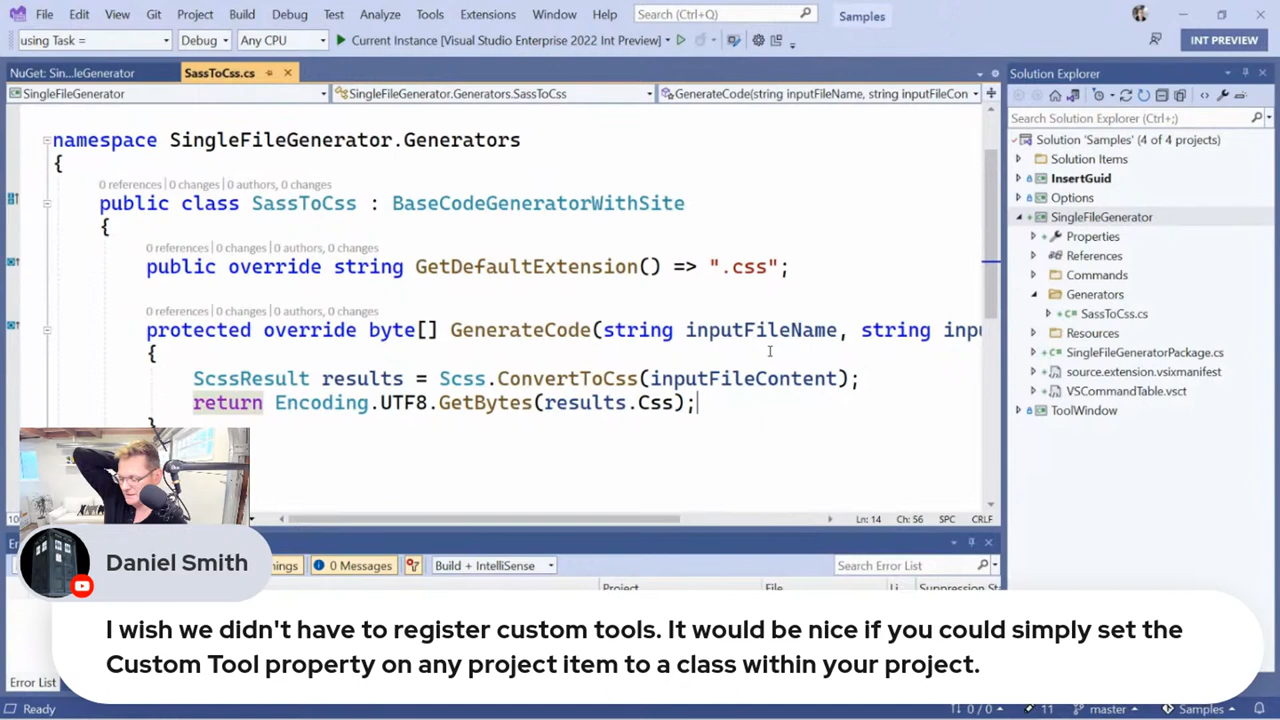 File Edit View Git Project Build Debug Test Analyze Tools Extensions Window Help Search (Ctrl+Q) Samples
using Task = Debug Any CPU Current Instance [Visual Studio Enterprise 2022 Int Preview] INT PREVIEW
NuGet: Sin...leGenerator SassToCss.cs
SingleFileGenerator SingleFileGenerator.Generators.SassToCss GenerateCode(string inputFileName, string inputFileCon
namespace SingleFileGenerator.Generators
{
0 references | 0 changes | 0 authors, 0 changes
public class SassToCss : BaseCodeGeneratorWithSite
{
0 references | 0 changes | 0 authors, 0 changes
public override string GetDefaultExtension() => ".css";
0 references | 0 changes | 0 authors, 0 changes
protected override byte[] GenerateCode(string inputFileName, string inpu
{
ScssResult results = Scss.ConvertToCss(inputFileContent);
return Encoding.UTF8.GetBytes(results.Css);
}
Ln: 14 Ch: 56 SPC CRLF
Solution Explorer
Search Solution Explorer (Ctrl+;)
Solution 'Samples' (4 of 4 projects)
Solution Items
InsertGuid
Options
SingleFileGenerator
Properties
References
Commands
Generators
SassToCss.cs
Resources
SingleFileGeneratorPackage.cs
source.extension.vsixmanifest
VSCommandTable.vsct
ToolWindow
0 Messages Build + IntelliSense Search Error List
Project File Li Suppression St
Daniel Smith
I wish we didn't have to register custom tools. It would be nice if you could simply set the
Custom Tool property on any project item to a class within your project.
Error List
Ready 0 / 0 11 master Samples